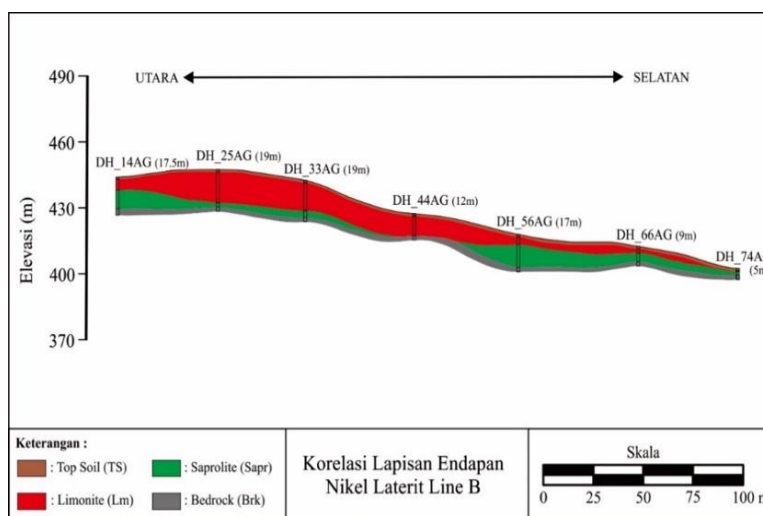 490
UTARA
SELATAN
460
DH_14AG (17.5m)
DH_25AG (19m)
DH_33AG (19m)
DH_44AG (12m)
DH_56AG (17m)
DH_66AG (9m)
DH_74A
(5m
430
400
370
Elevasi (m)
Keterangan :
: Top Soil (TS)
: Saprolite (Sapr)
: Limonite (Lm)
: Bedrock (Brk)
Korelasi Lapisan Endapan
Nikel Laterit Line B
Skala
0 25 50 75 100 m